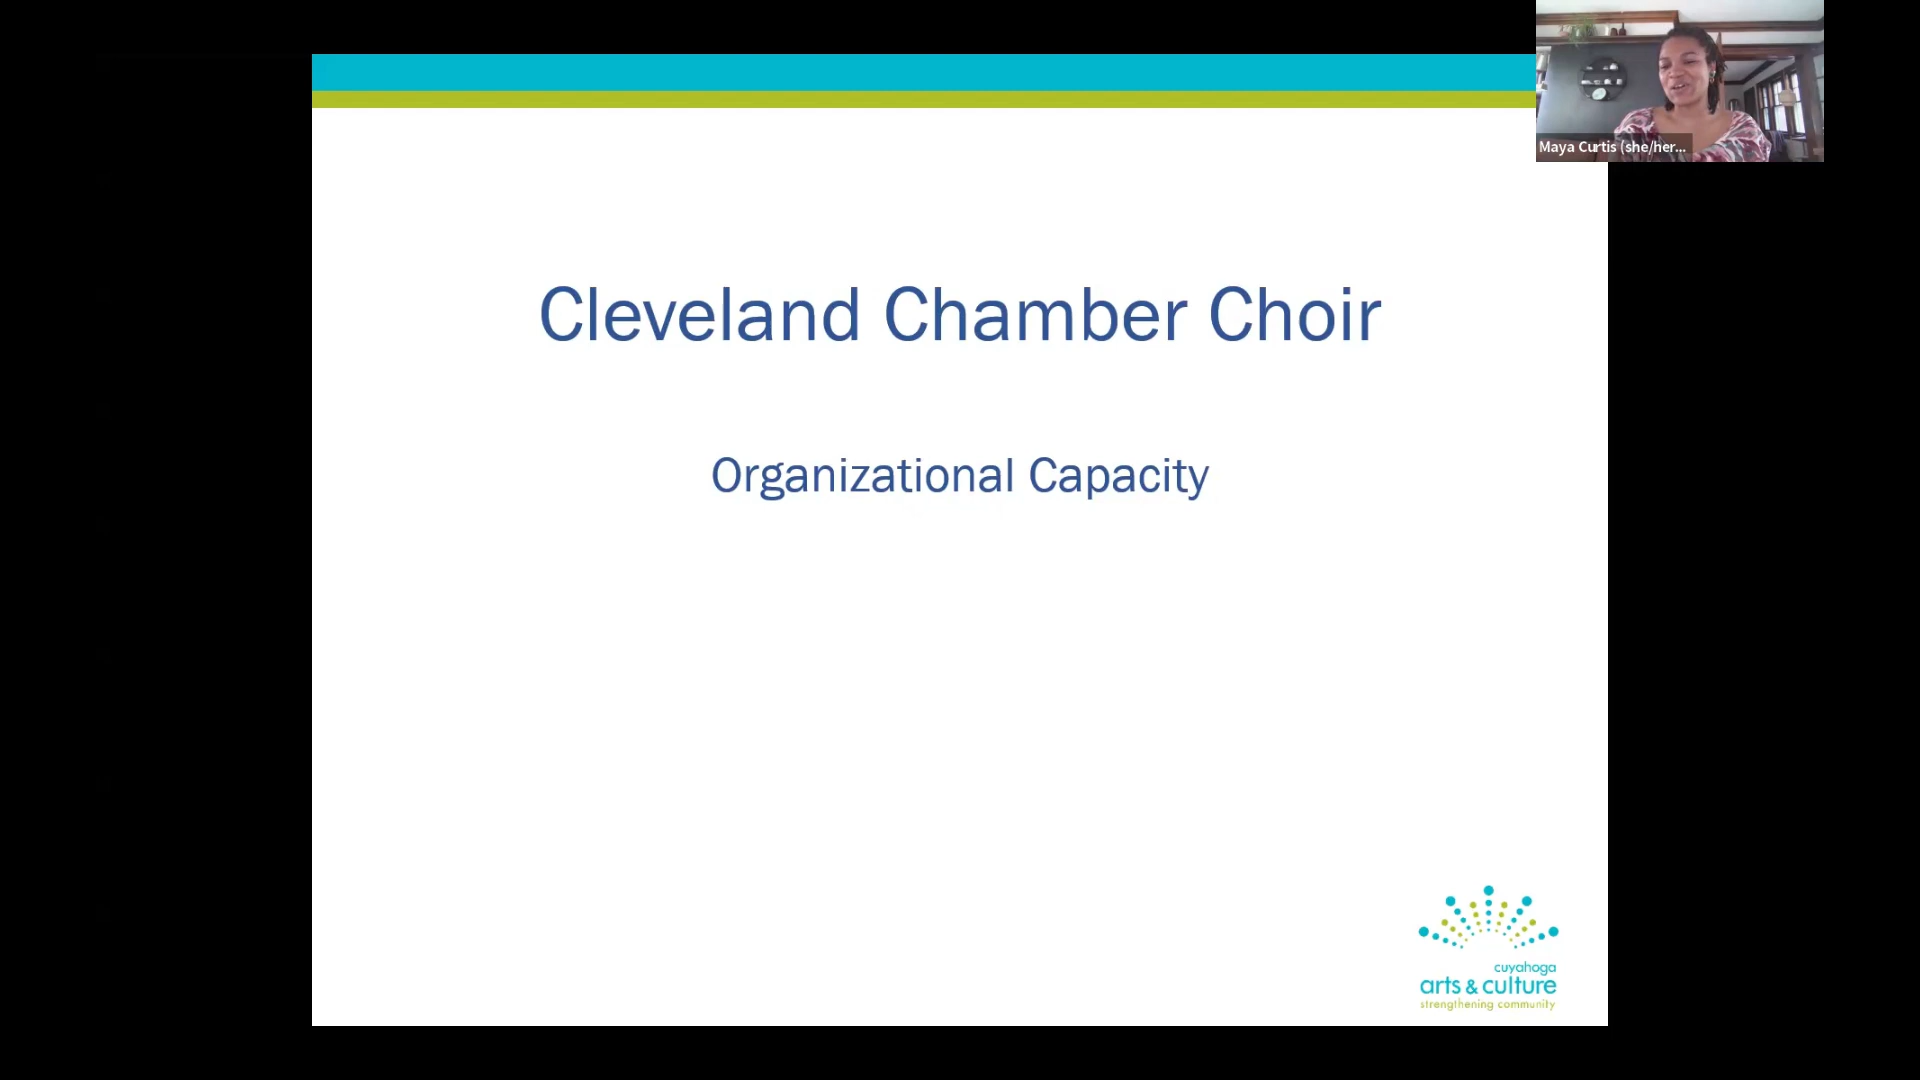 Maya Curtis (she/her...
Cleveland Chamber Choir
Organizational Capacity
cuyahoga
arts & culture
strengthening community